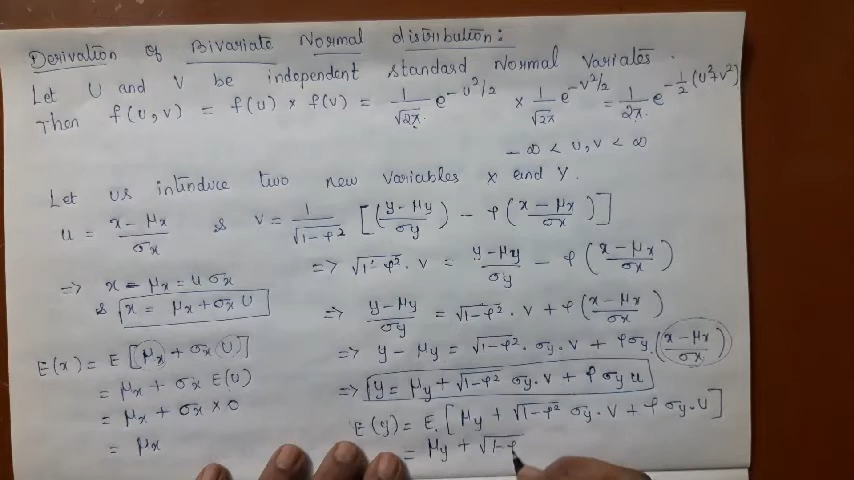 Derivation of Bivariate Normal distribution:
Let U and V be independent standard Normal Variates.
Then f(U,V) = f(U) × f(V) = 1/√2π e^-U²/2 × 1/√2π e^-V²/2 = 1/2π e^-1/2(U²+V²)
-∞ < U,V < ∞
Let us introduce two new variables x and y.
u = (x-μx)/σx & V = 1/√1-ρ² [((y-μy)/σy) - ρ((x-μx)/σx)]
=> x - μx = U σx => √1-ρ² . V = (y-μy)/σy - ρ((x-μx)/σx)
& x = μx + σx U => (y-μy)/σy = √1-ρ² . V + ρ((x-μx)/σx)
E(x) = E[μx + σx U] => y-μy = √1-ρ² . σy . V + ρσy . ((x-μx)/σx)
= μx + σx E(U) => y = μy + √1-ρ² σy . V + ρ σy u
= μx + σx × 0 E(y) = E.[μy + √1-ρ² σy . V + ρ σy . U]
= μx = μy + √1-ρ